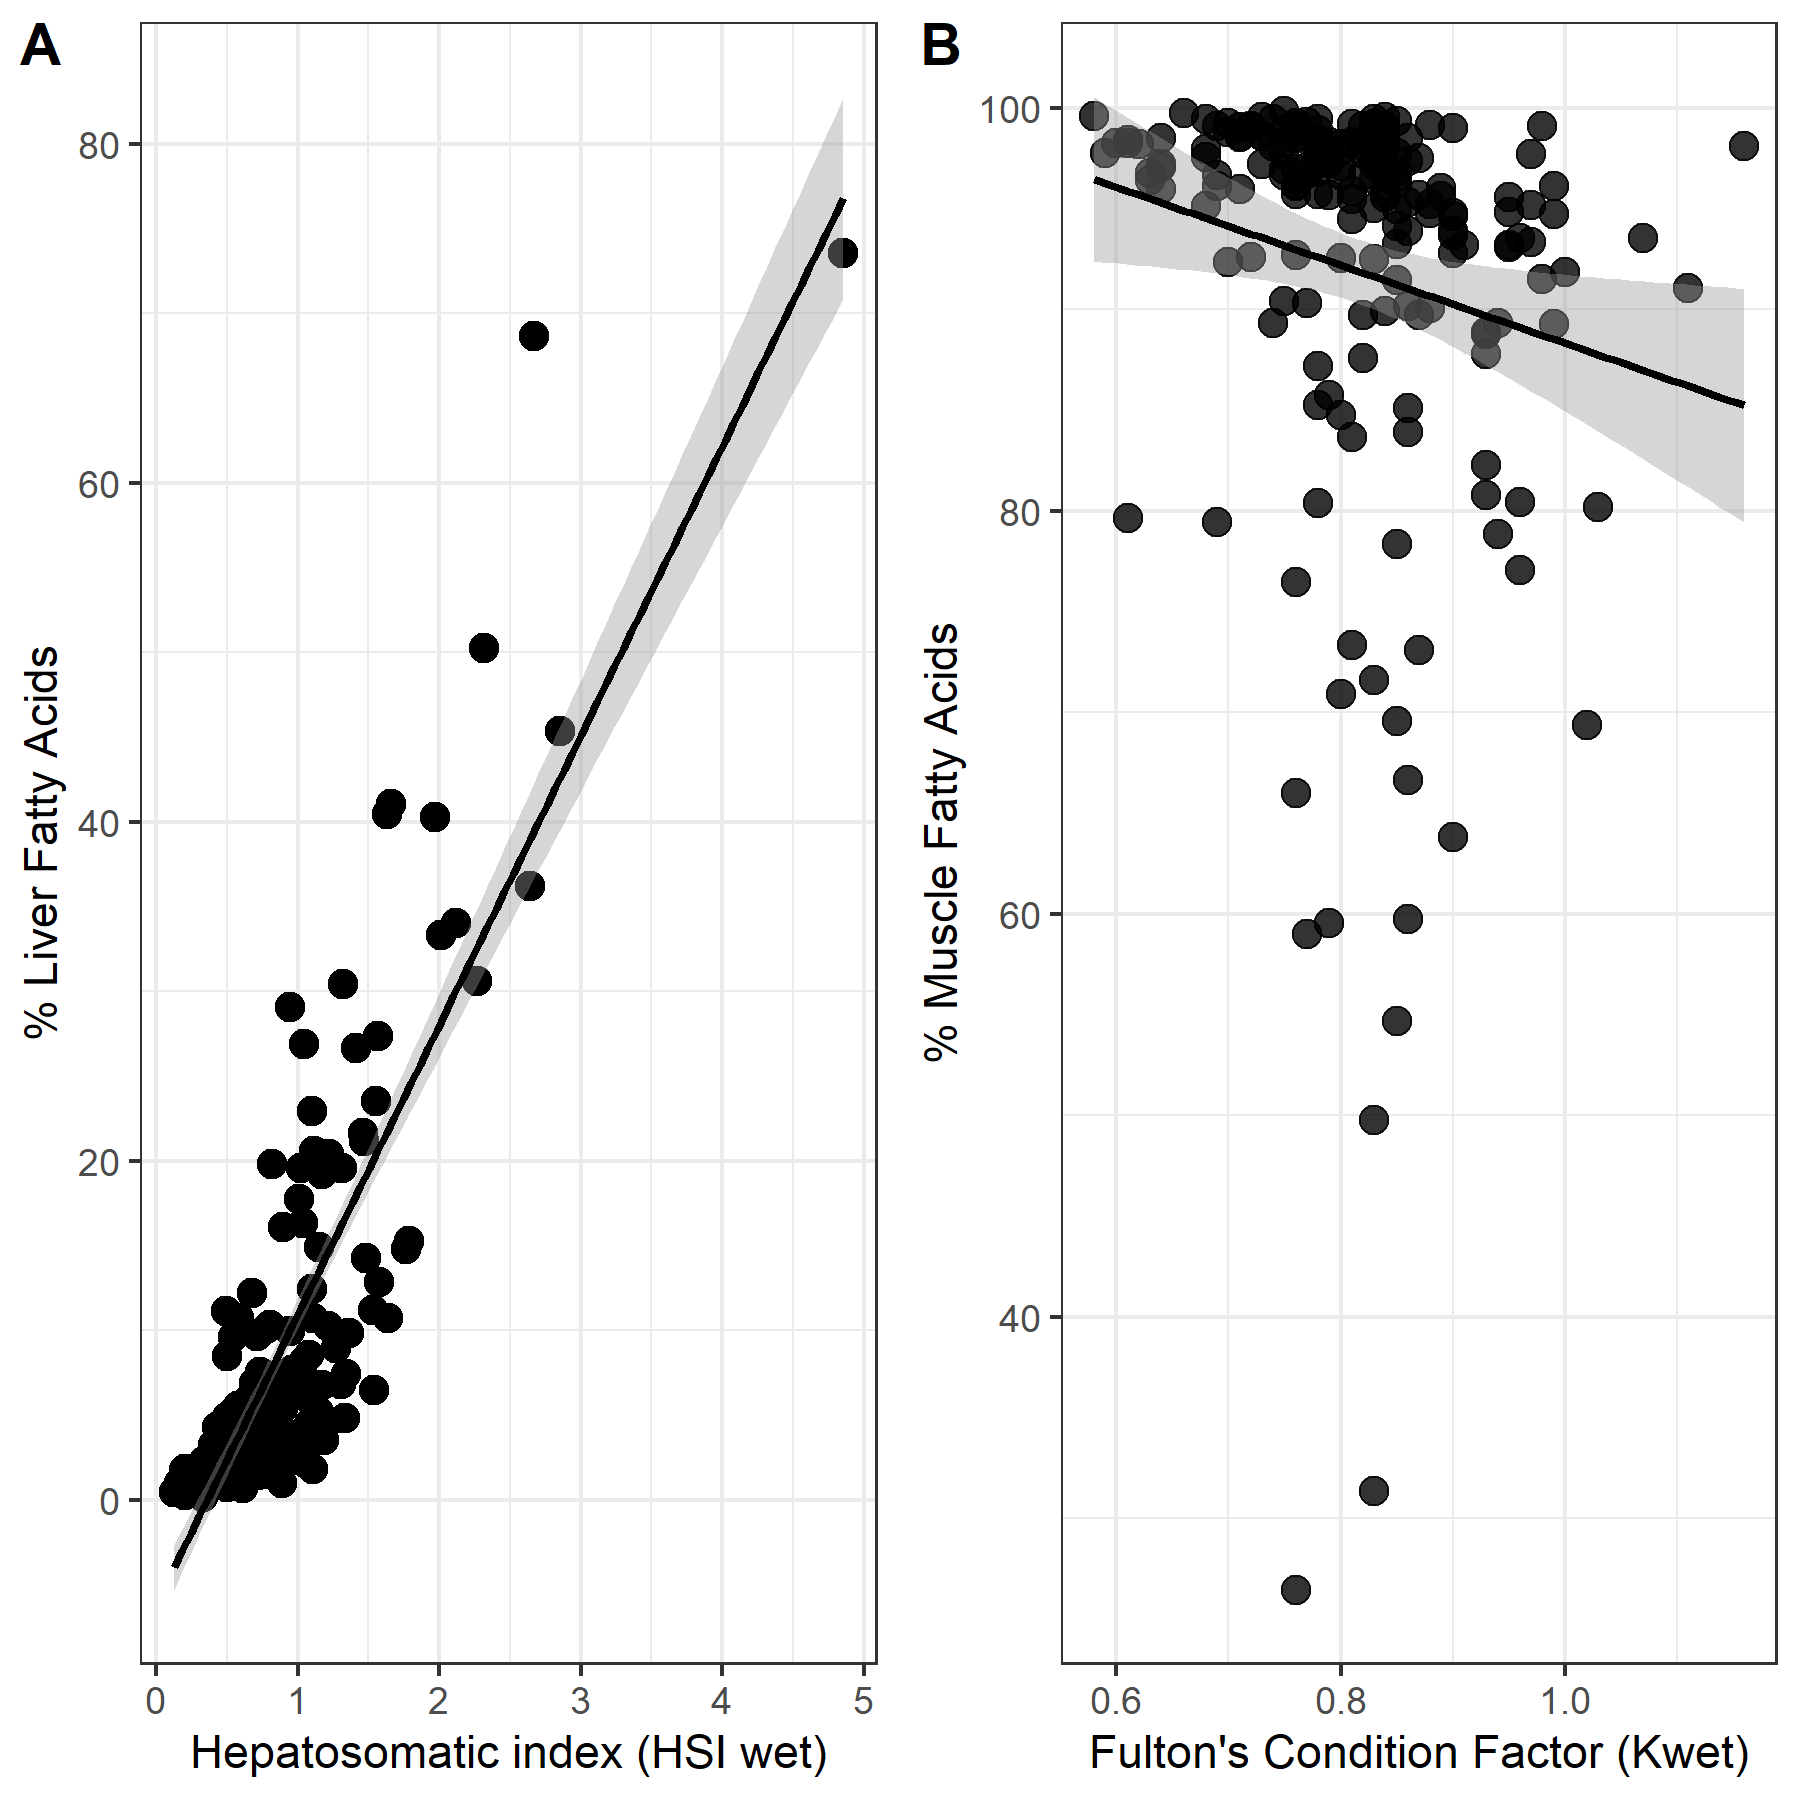 A
B
% Liver Fatty Acids
80
60
40
20
0
0 1 2 3 4 5
Hepatosomatic index (HSI wet)
% Muscle Fatty Acids
100
80
60
40
0.6 0.8 1.0
Fulton's Condition Factor (Kwet)